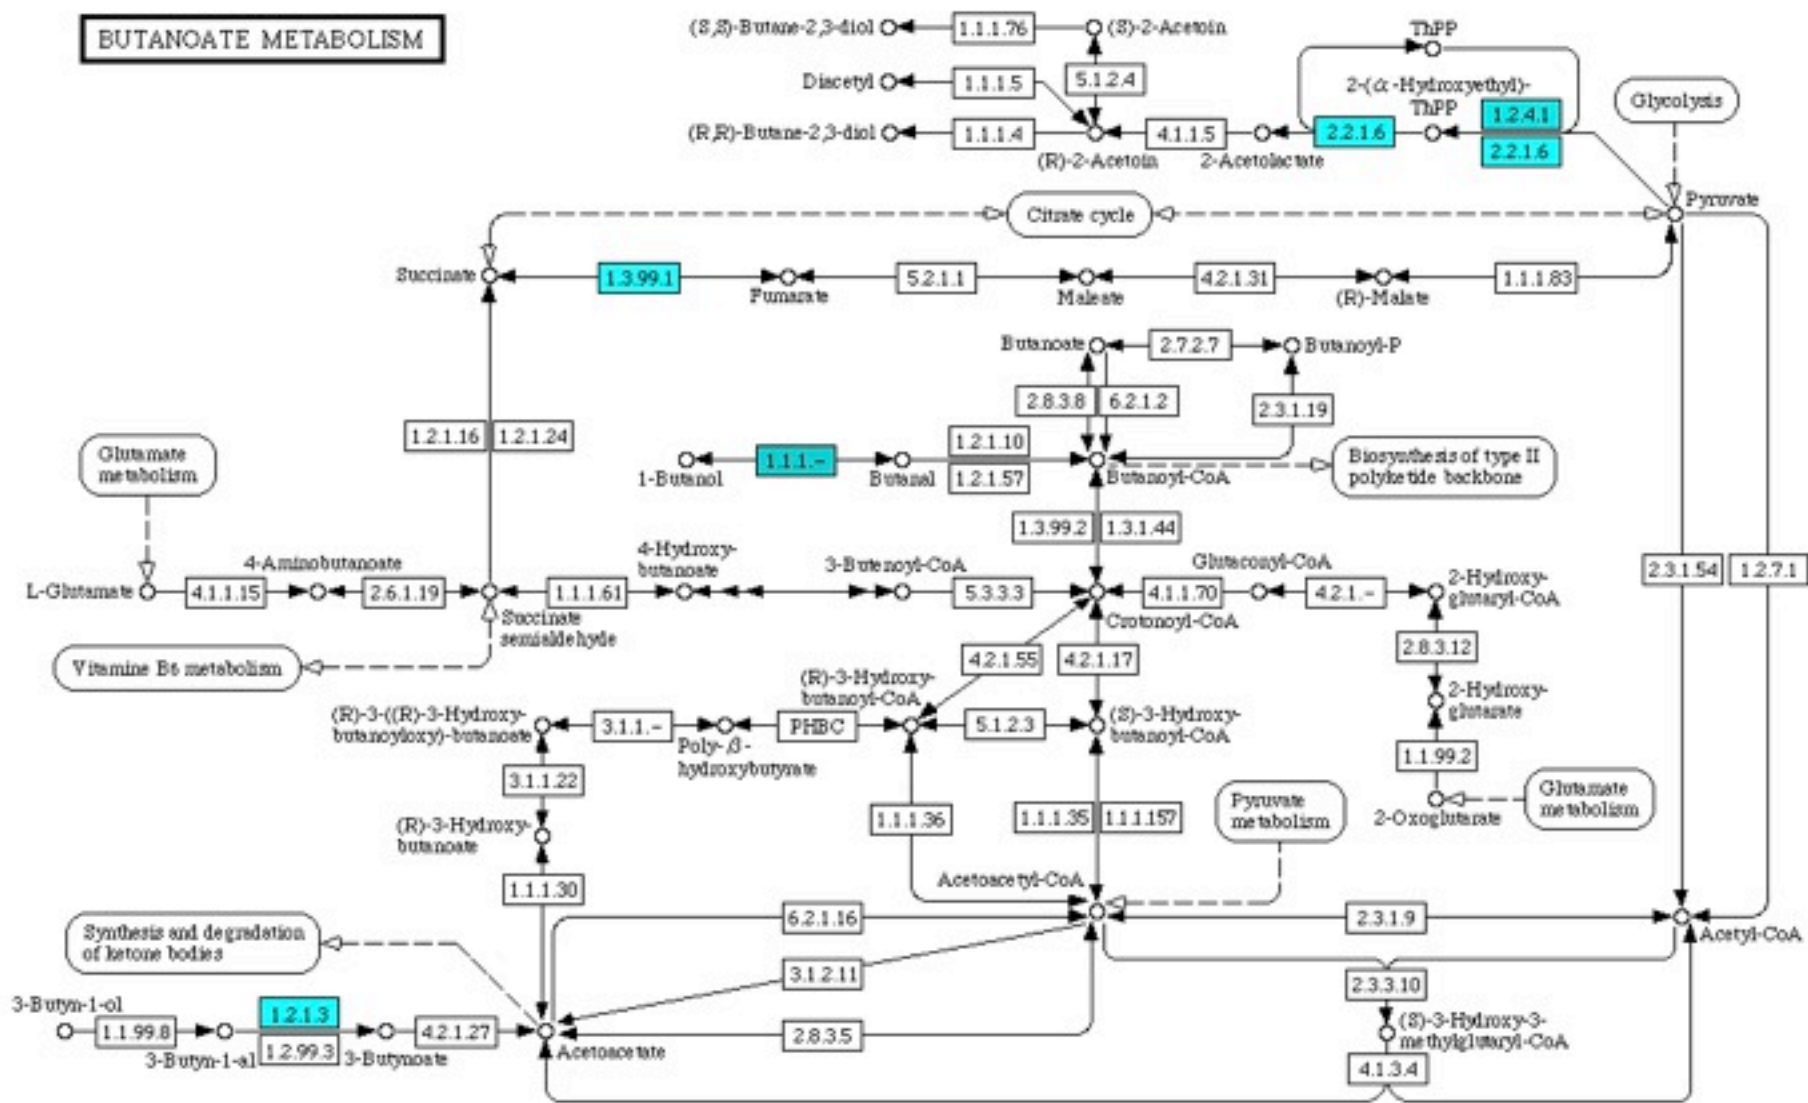 BUTANOATE METABOLISM
(S,S)-Butane-2,3-diol
1.1.1.76
(S)-2-Acetoin
ThPP
Diacetyl
1.1.1.5
5.1.2.4
2-(α-Hydroxyethyl)-
ThPP
1.2.4.1
Glycolysis
(R,R)-Butane-2,3-diol
1.1.1.4
(R)-2-Acetoin
4.1.1.5
2-Acetolactate
2.2.1.6
2.2.1.6
Citrate cycle
Pyruvate
Succinate
1.3.99.1
Fumarate
5.2.1.1
Maleate
4.2.1.31
(R)-Malate
1.1.1.83
Butanoate
2.7.2.7
Butanoyl-P
2.8.3.8
6.2.1.2
2.3.1.19
1.2.1.16
1.2.1.24
Glutamate
metabolism
1-Butanol
1.1.1.-
Butanal
1.2.1.10
1.2.1.57
Butanoyl-CoA
Biosynthesis of type II
polyketide backbone
1.3.99.2
1.3.1.44
L-Glutamate
4.1.1.15
4-Aminobutanoate
2.6.1.19
Succinate
semialdehyde
1.1.1.61
4-Hydroxy-
butanoate
3-Butenoyl-CoA
5.3.3.3
Crotonoyl-CoA
4.1.1.70
Glutaconyl-CoA
4.2.1.-
2-Hydroxy-
glutaryl-CoA
2.3.1.54
1.2.7.1
Vitamine B6 metabolism
4.2.1.55
4.2.1.17
2.8.3.12
(R)-3-((R)-3-Hydroxy-
butanoyloxy)-butanoate
3.1.1.-
Poly-β-
hydroxybutyrate
PHBC
(R)-3-Hydroxy-
butanoyl-CoA
5.1.2.3
(S)-3-Hydroxy-
butanoyl-CoA
2-Hydroxy-
glutarate
1.1.99.2
3.1.1.22
(R)-3-Hydroxy-
butanoate
1.1.1.36
1.1.1.35
1.1.1.157
Pyruvate
metabolism
2-Oxoglutarate
Glutamate
metabolism
1.1.1.30
Acetoacetyl-CoA
Synthesis and degradation
of ketone bodies
6.2.1.16
2.3.1.9
Acetyl-CoA
3.1.2.11
2.3.3.10
3-Butyn-1-ol
1.1.99.8
3-Butyn-1-al
1.2.1.3
1.2.99.3
3-Butynoate
4.2.1.27
Acetoacetate
2.8.3.5
(S)-3-Hydroxy-3-
methylglutaryl-CoA
4.1.3.4